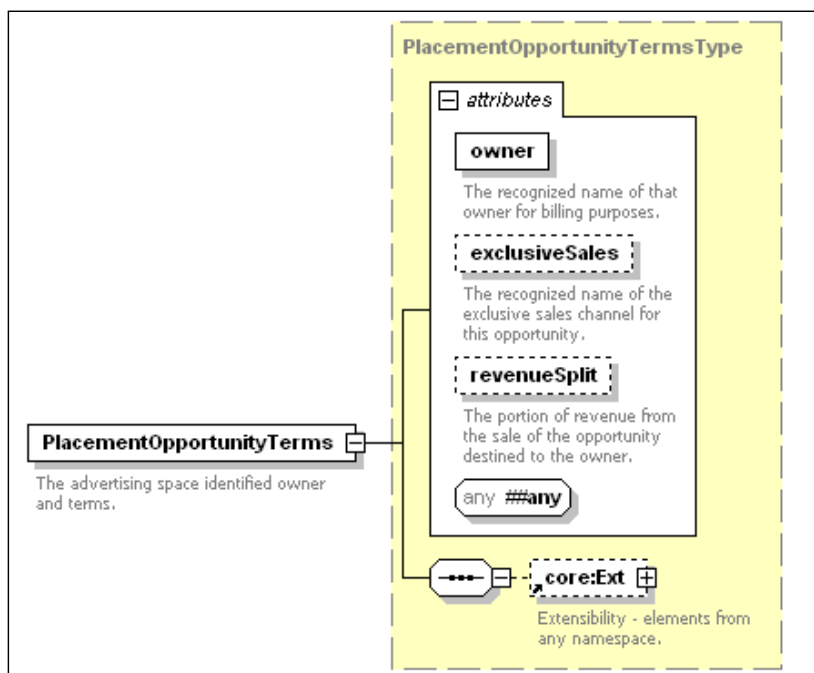 PlacementOpportunityTermsType
attributes
owner
The recognized name of that
owner for billing purposes.
exclusiveSales
The recognized name of the
exclusive sales channel for
this opportunity.
revenueSplit
The portion of revenue from
the sale of the opportunity
destined to the owner.
any ##any
PlacementOpportunityTerms
The advertising space identified owner
and terms.
core:Ext
Extensibility - elements from
any namespace.